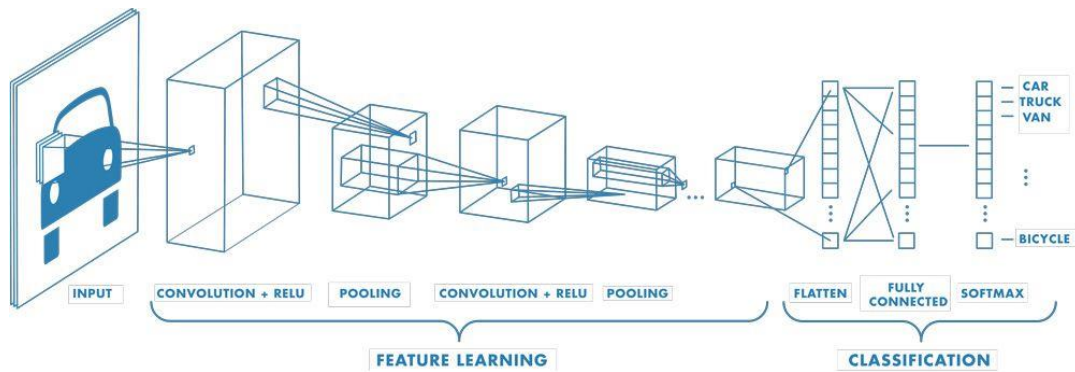 CAR
TRUCK
VAN
BICYCLE
INPUT
CONVOLUTION + RELU
POOLING
CONVOLUTION + RELU
POOLING
FLATTEN
FULLY
CONNECTED
SOFTMAX
FEATURE LEARNING
CLASSIFICATION